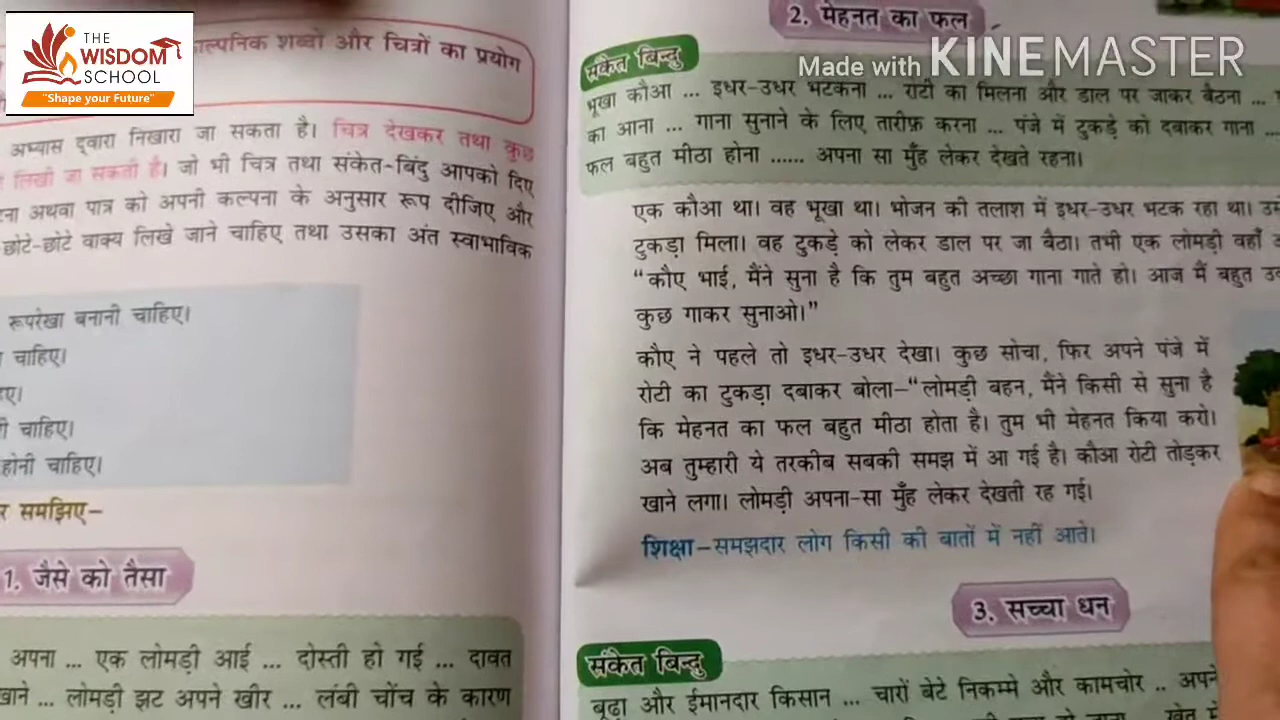 THE
WISDOM
SCHOOL
"Shape your Future"
Made with KINEMASTER
काल्पनिक शब्दों और चित्रों का प्रयोग
अभ्यास द्वारा निखारा जा सकता है। चित्र देखकर तथा कुछ
लिखी जा सकती है। जो भी चित्र तथा संकेत-बिंदु आपको दिए
अथवा पात्र को अपनी कल्पना के अनुसार रूप दीजिए और
छोटे-छोटे वाक्य लिखे जाने चाहिए तथा उसका अंत स्वाभाविक
रूपरेखा बनानी चाहिए।
चाहिए।
चाहिए।
होनी चाहिए।
समझिए–
1. जैसे को तैसा
अपना ... एक लोमड़ी आई ... दोस्ती हो गई ... दावत
खाने ... लोमड़ी झट अपने खीर ... लंबी चोंच के कारण
2. मेहनत का फल
संकेत बिन्दु
भूखा कौआ ... इधर-उधर भटकना ... रोटी का मिलना और डाल पर जाकर बैठना ...
का आना ... गाना सुनाने के लिए तारीफ़ करना ... पंजे में टुकड़े को दबाकर गाना ...
फल बहुत मीठा होना ...... अपना सा मुँह लेकर देखते रहना।
एक कौआ था। वह भूखा था। भोजन की तलाश में इधर-उधर भटक रहा था।
टुकड़ा मिला। वह टुकड़े को लेकर डाल पर जा बैठा। तभी एक लोमड़ी वहाँ
"कौए भाई, मैंने सुना है कि तुम बहुत अच्छा गाना गाते हो। आज मैं बहुत
कुछ गाकर सुनाओ।"
कौए ने पहले तो इधर-उधर देखा। कुछ सोचा, फिर अपने पंजे में
रोटी का टुकड़ा दबाकर बोला–"लोमड़ी बहन, मैंने किसी से सुना है
कि मेहनत का फल बहुत मीठा होता है। तुम भी मेहनत किया करो।
अब तुम्हारी ये तरकीब सबकी समझ में आ गई है। कौआ रोटी तोड़कर
खाने लगा। लोमड़ी अपना-सा मुँह लेकर देखती रह गई।
शिक्षा–समझदार लोग किसी की बातों में नहीं आते।
3. सच्चा धन
संकेत बिन्दु
बूढ़ा और ईमानदार किसान ... चारों बेटे निकम्मे और कामचोर .. अपने